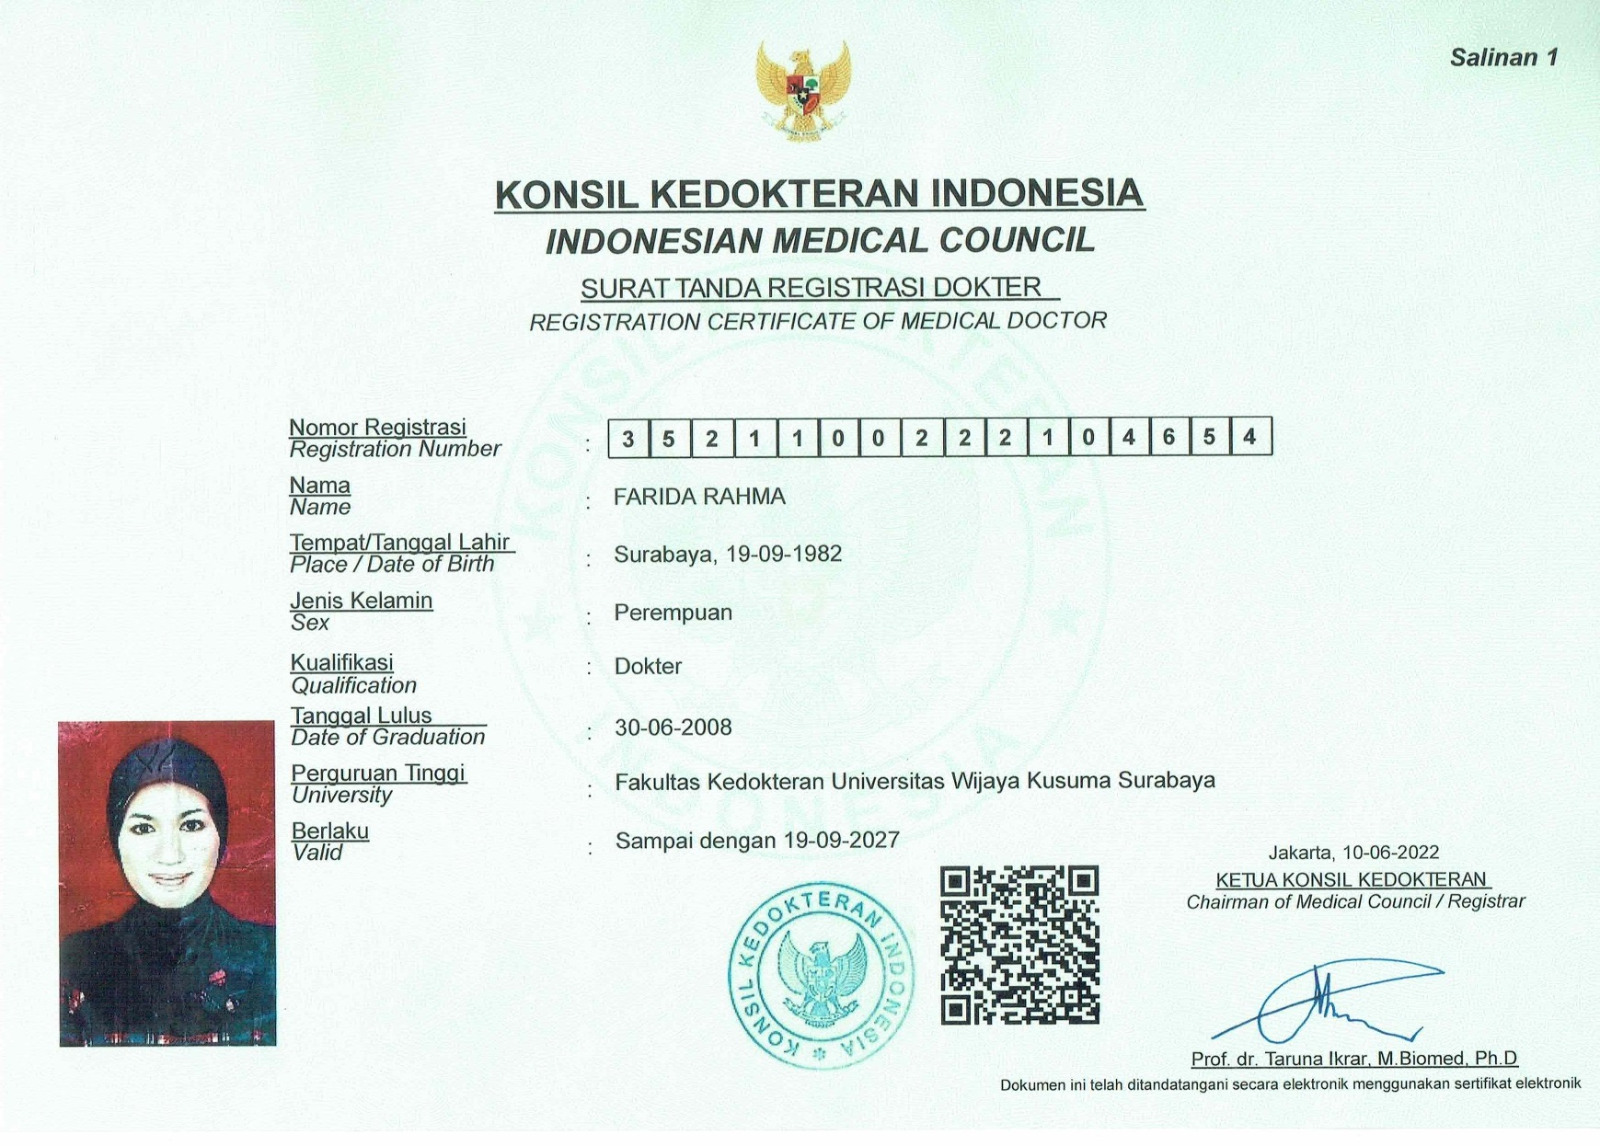 Salinan 1
KONSIL KEDOKTERAN INDONESIA
INDONESIAN MEDICAL COUNCIL
SURAT TANDA REGISTRASI DOKTER
REGISTRATION CERTIFICATE OF MEDICAL DOCTOR
Nomor Registrasi
Registration Number : 3 5 2 1 1 0 0 2 2 2 1 0 4 6 5 4
Nama
Name : FARIDA RAHMA
Tempat/Tanggal Lahir
Place / Date of Birth : Surabaya, 19-09-1982
Jenis Kelamin
Sex : Perempuan
Kualifikasi
Qualification : Dokter
Tanggal Lulus
Date of Graduation : 30-06-2008
Perguruan Tinggi
University : Fakultas Kedokteran Universitas Wijaya Kusuma Surabaya
Berlaku
Valid : Sampai dengan 19-09-2027
Jakarta, 10-06-2022
KETUA KONSIL KEDOKTERAN
Chairman of Medical Council / Registrar
KONSIL KEDOKTERAN INDONESIA
Prof. dr. Taruna Ikrar, M.Biomed, Ph.D
Dokumen ini telah ditandatangani secara elektronik menggunakan sertifikat elektronik
KONSIL KEDOKTERAN INDONESIA